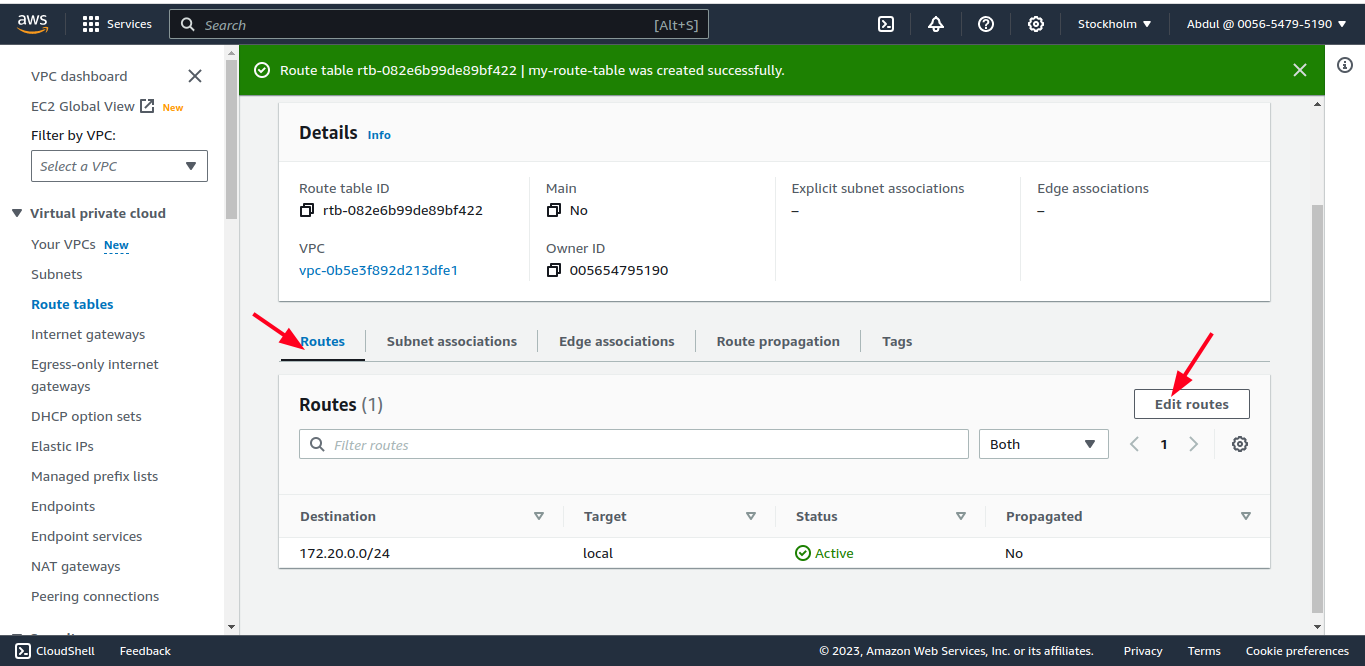 aws
Services
Search
[Alt+S]
Stockholm
Abdul @ 0056-5479-5190
VPC dashboard
EC2 Global View New
Filter by VPC:
Select a VPC
Virtual private cloud
Your VPCs New
Subnets
Route tables
Internet gateways
Egress-only internet
gateways
DHCP option sets
Elastic IPs
Managed prefix lists
Endpoints
Endpoint services
NAT gateways
Peering connections
Route table rtb-082e6b99de89bf422 | my-route-table was created successfully.
Details Info
Route table ID
rtb-082e6b99de89bf422
Main
No
Explicit subnet associations
–
Edge associations
–
VPC
vpc-0b5e3f892d213dfe1
Owner ID
005654795190
Routes
Subnet associations
Edge associations
Route propagation
Tags
Routes (1)
Edit routes
Filter routes
Both
1
Destination Target Status Propagated
172.20.0.0/24 local Active No
CloudShell
Feedback
© 2023, Amazon Web Services, Inc. or its affiliates.
Privacy
Terms
Cookie preferences